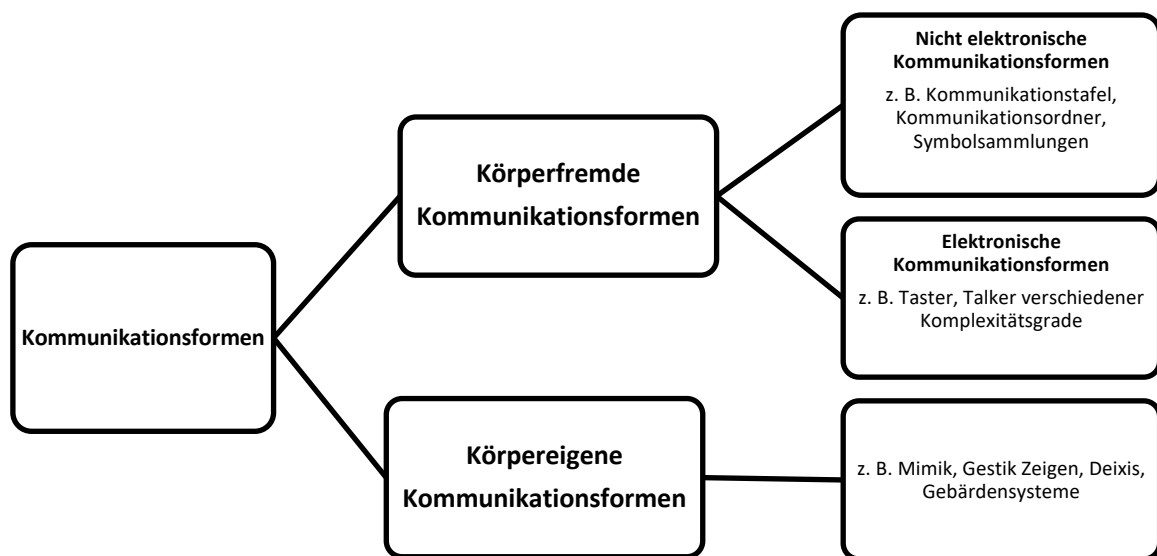 Kommunikationsformen
Körperfremde
Kommunikationsformen
Nicht elektronische
Kommunikationsformen
z. B. Kommunikationstafel,
Kommunikationsordner,
Symbolsammlungen
Elektronische
Kommunikationsformen
z. B. Taster, Talker verschiedener
Komplexitätsgrade
Körpereigene
Kommunikationsformen
z. B. Mimik, Gestik Zeigen, Deixis,
Gebärdensysteme